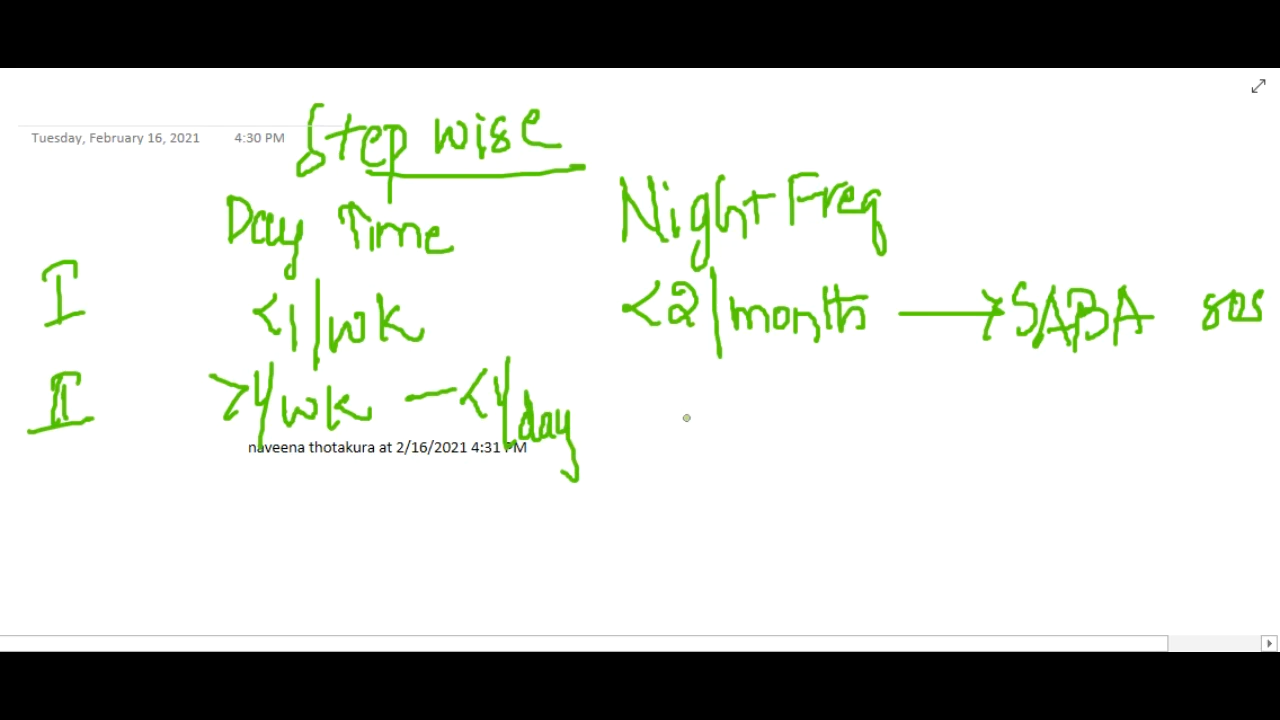 Tuesday, February 16, 2021 4:30 PM
Step wise
Day Time Night Freq
I <1/wk <2/month → SABA sos
II >1/wk - <1/day
naveena thotakura at 2/16/2021 4:31 PM